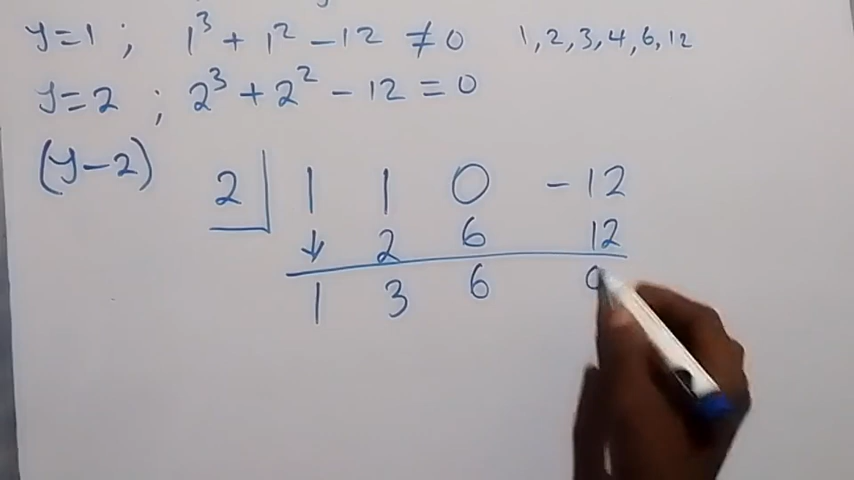 y=1 ; 1³ + 1² - 12 ≠ 0 1, 2, 3, 4, 6, 12
y=2 ; 2³ + 2² - 12 = 0
(y-2)
2 | 1 1 0 -12
↓ 2 6 12
1 3 6 0